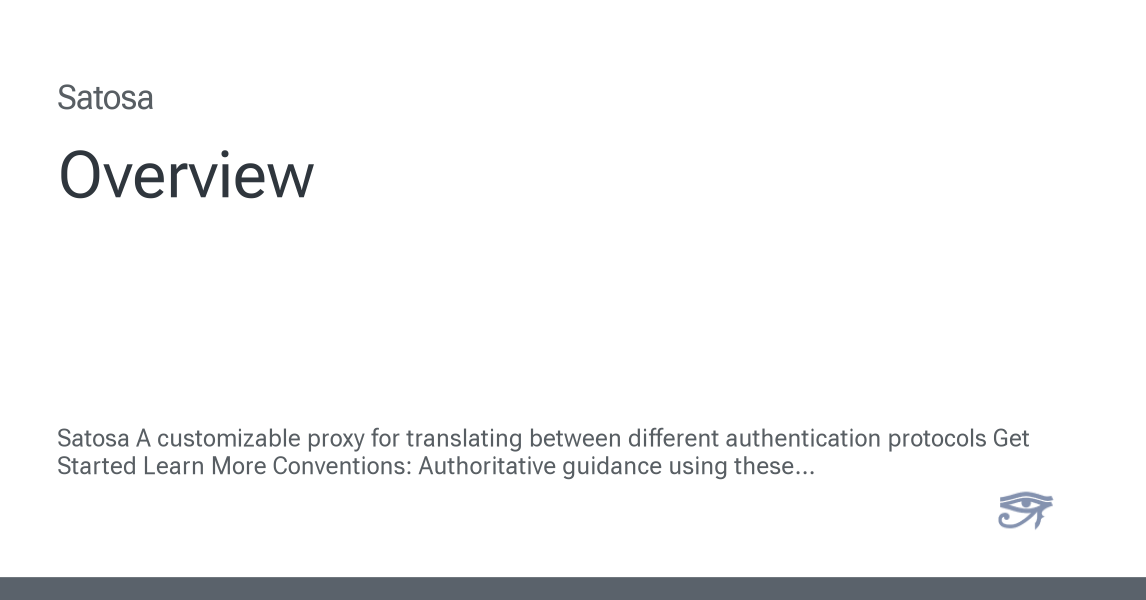 Satosa
Overview
Satosa A customizable proxy for translating between different authentication protocols Get
Started Learn More Conventions: Authoritative guidance using these...